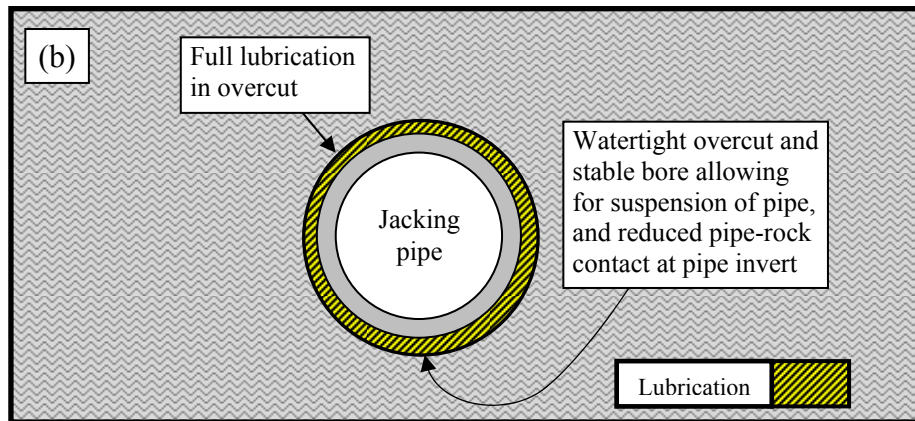 (b)
Full lubrication
in overcut
Watertight overcut and
stable bore allowing
for suspension of pipe,
and reduced pipe-rock
contact at pipe invert
Jacking
pipe
Lubrication